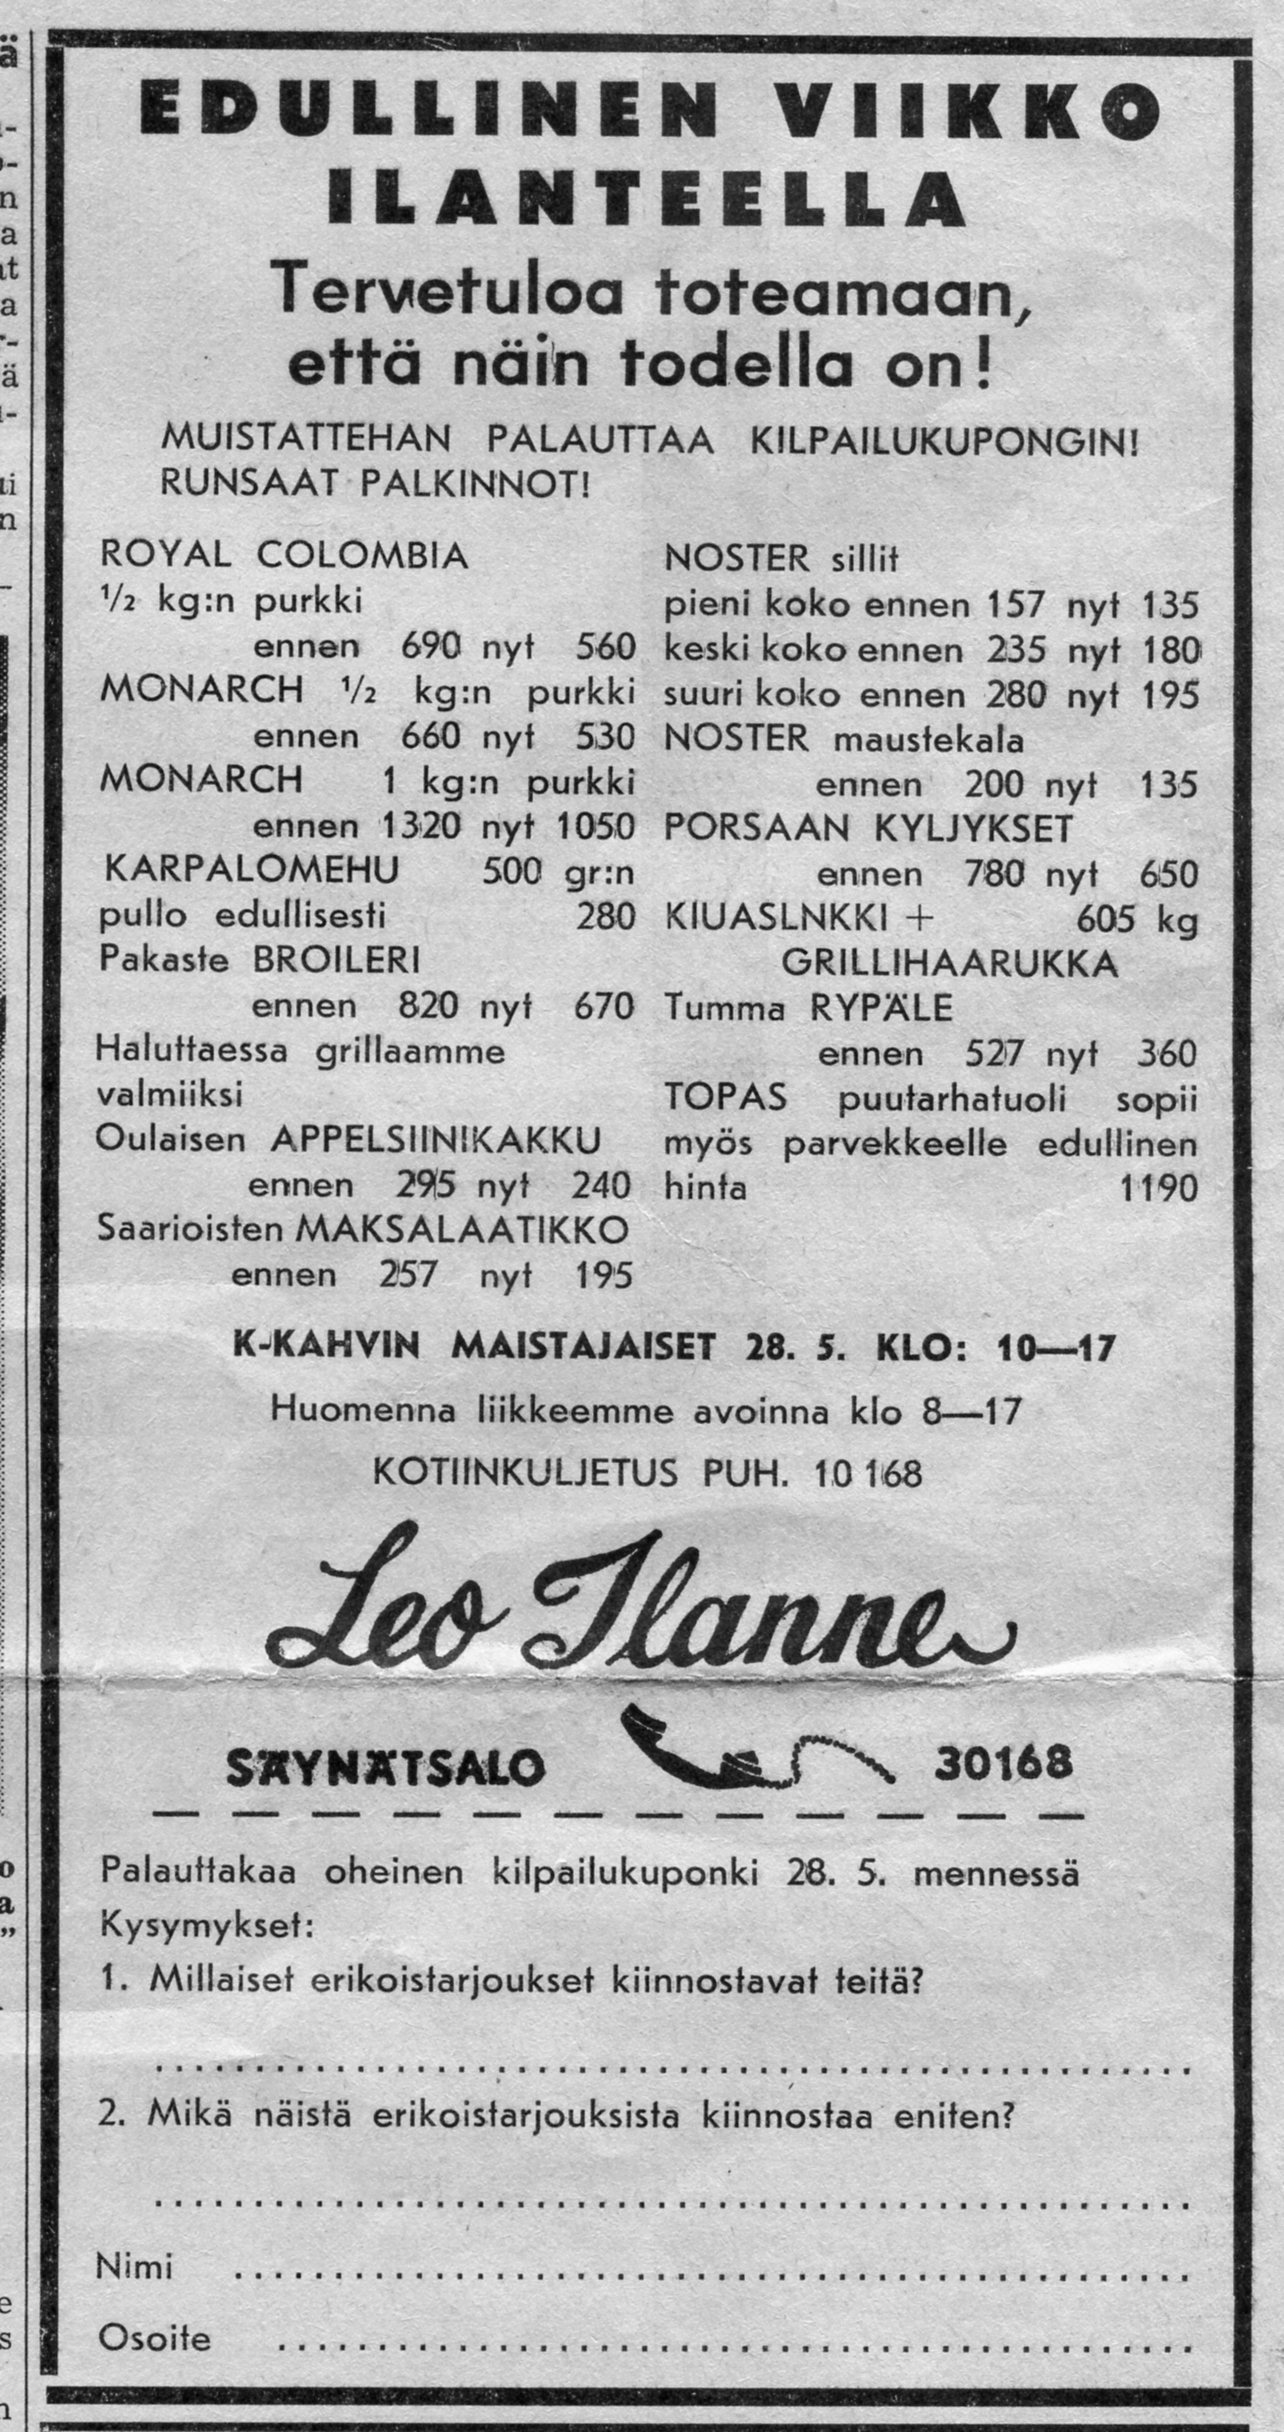 EDULLINEN VIIKKO
ILANTEELLA
Tervetuloa toteamaan,
että näin todella on!
MUISTATTEHAN PALAUTTAA KILPAILUKUPONGIN!
RUNSAAT PALKINNOT!
ROYAL COLOMBIA
½ kg:n purkki
ennen 690 nyt 560
MONARCH ½ kg:n purkki
ennen 660 nyt 530
MONARCH 1 kg:n purkki
ennen 1320 nyt 1050
KARPALOMEHU 500 gr:n
pullo edullisesti 280
Pakaste BROILERI
ennen 820 nyt 670
Haluttaessa grillaamme
valmiiksi
Oulaisen APPELSIINIKAKKU
ennen 295 nyt 240
Saarioisten MAKSALAATIKKO
ennen 257 nyt 195
NOSTER sillit
pieni koko ennen 157 nyt 135
keski koko ennen 235 nyt 180
suuri koko ennen 280 nyt 195
NOSTER maustekala
ennen 200 nyt 135
PORSAAN KYLJYKSET
ennen 780 nyt 650
KIUASLNKKI + 605 kg
GRILLIHAARUKKA
Tumma RYPÄLE
ennen 527 nyt 360
TOPAS puutarhatuoli sopii
myös parvekkeelle edullinen
hinta 1190
K-KAHVIN MAISTAJAISET 28. 5. KLO: 10—17
Huomenna liikkeemme avoinna klo 8—17
KOTIINKULJETUS PUH. 10 168
Leo Ilanne
SÄYNÄTSALO 30168
Palauttakaa oheinen kilpailukuponki 28. 5. mennessä
Kysymykset:
1. Millaiset erikoistarjoukset kiinnostavat teitä?
2. Mikä näistä erikoistarjouksista kiinnostaa eniten?
Nimi
Osoite